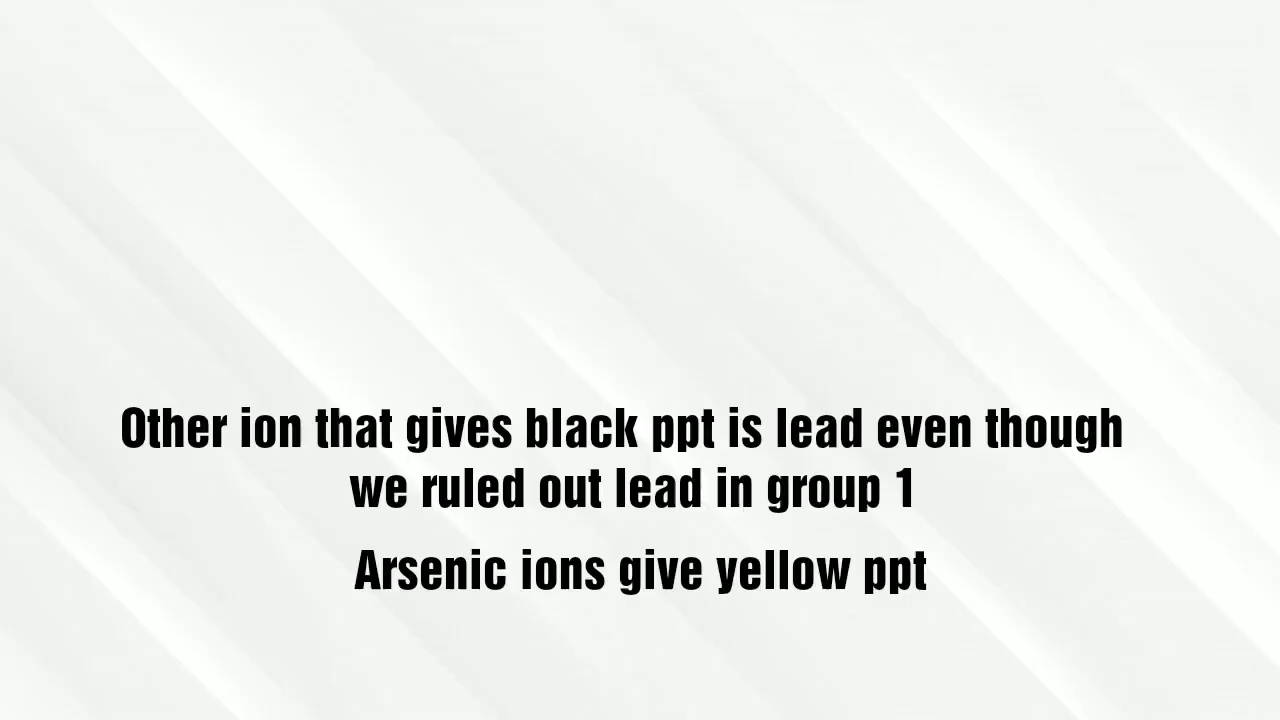 Other ion that gives black ppt is lead even though
we ruled out lead in group 1
Arsenic ions give yellow ppt